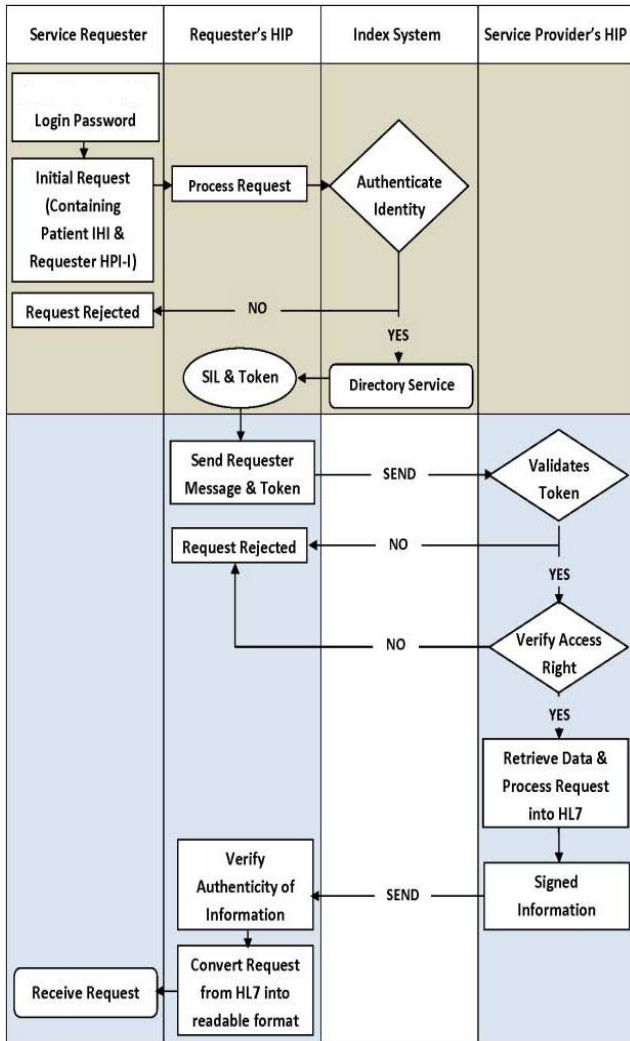 Service Requester
Requester's HIP
Index System
Service Provider's HIP
Login Password
Initial Request
(Containing
Patient IHI &
Requester HPI-I)
Process Request
Authenticate
Identity
Request Rejected
NO
YES
SIL & Token
Directory Service
Send Requester
Message & Token
SEND
Validates
Token
Request Rejected
NO
YES
NO
Verify Access
Right
YES
Retrieve Data &
Process Request
into HL7
Verify
Authenticity of
Information
SEND
Signed
Information
Receive Request
Convert Request
from HL7 into
readable format